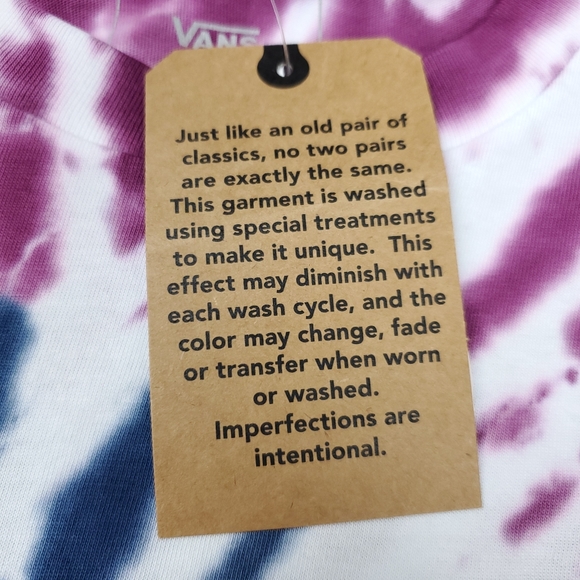 VANS
Just like an old pair of
classics, no two pairs
are exactly the same.
This garment is washed
using special treatments
to make it unique. This
effect may diminish with
each wash cycle, and the
color may change, fade
or transfer when worn
or washed.
Imperfections are
intentional.